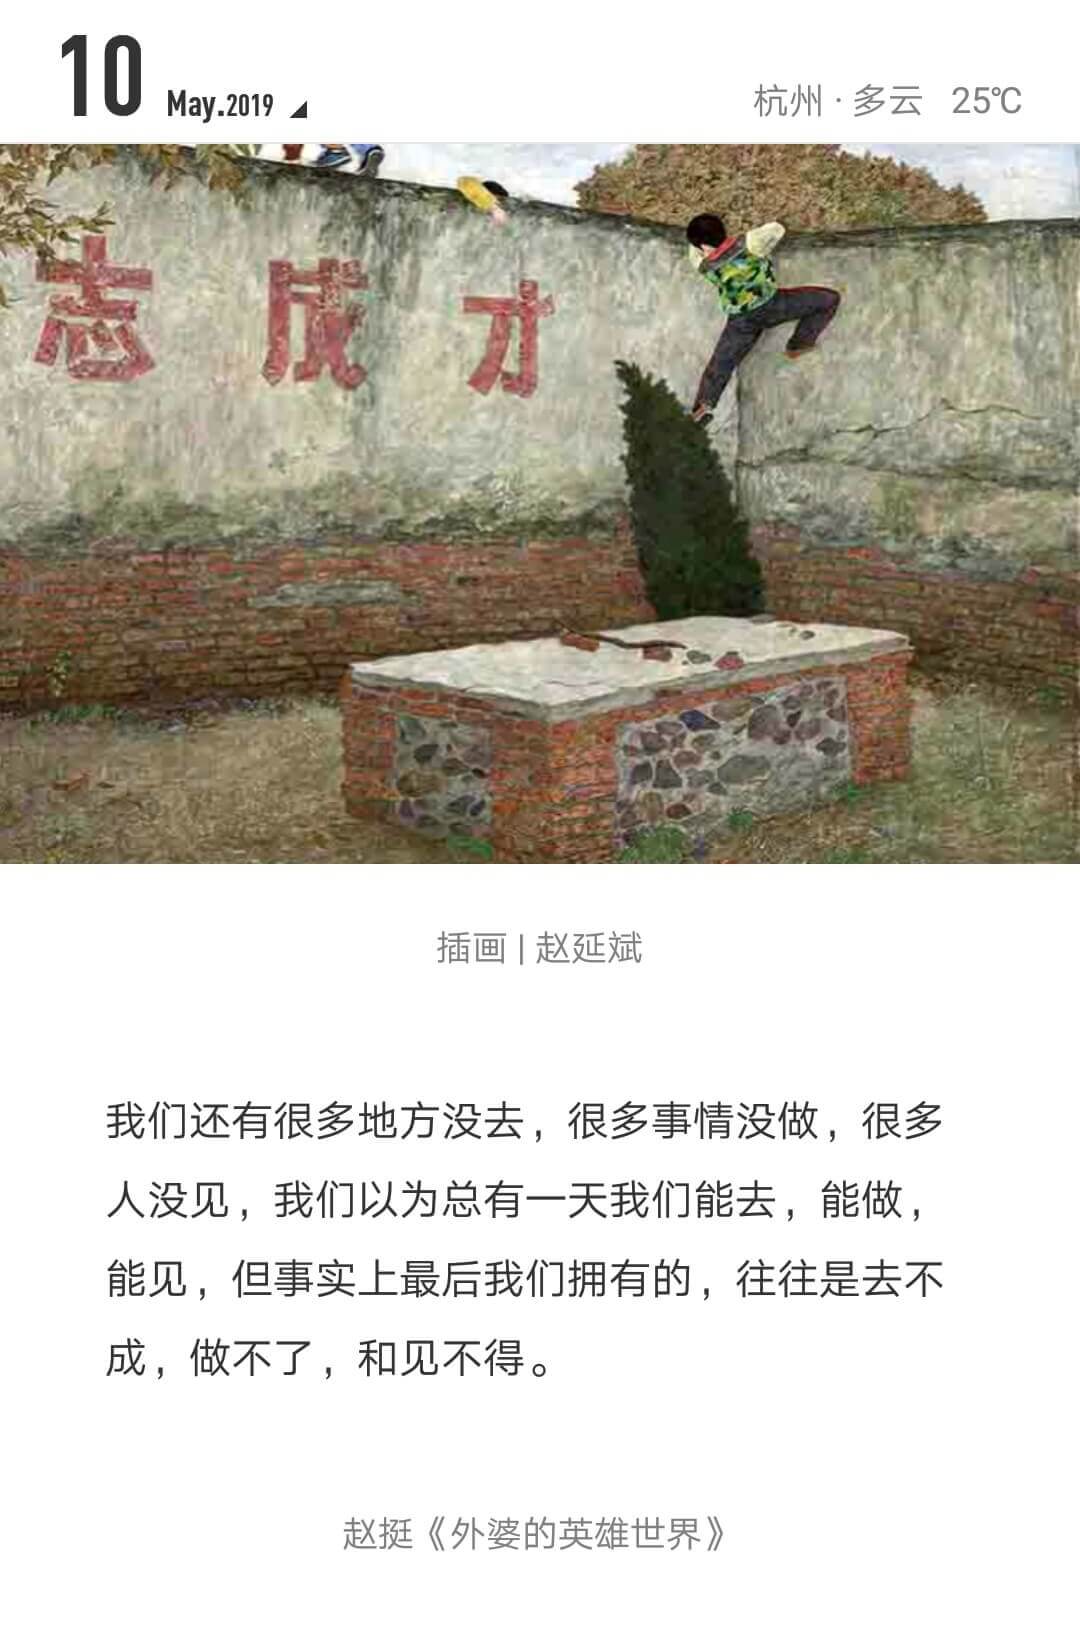 10 May.2019
杭州 · 多云 25℃
志成才
插画 | 赵延斌
我们还有很多地方没去，很多事情没做，很多
人没见，我们以为总有一天我们能去，能做，
能见，但事实上最后我们拥有的，往往是去不
成，做不了，和见不得。
赵挺《外婆的英雄世界》